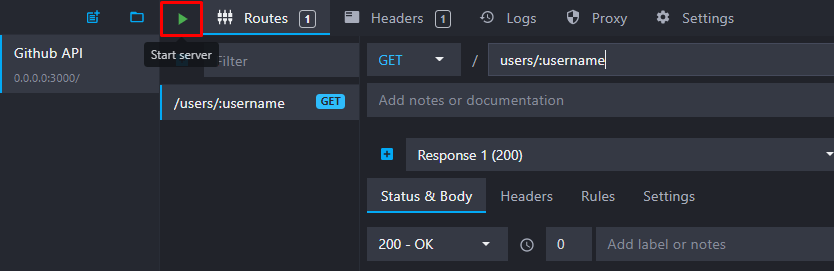 Routes 1 Headers 1 Logs Proxy Settings
Github API
0.0.0.0:3000/
Start server
Filter
/users/:username GET
GET / users/:username
Add notes or documentation
Response 1 (200)
Status & Body Headers Rules Settings
200 - OK 0 Add label or notes